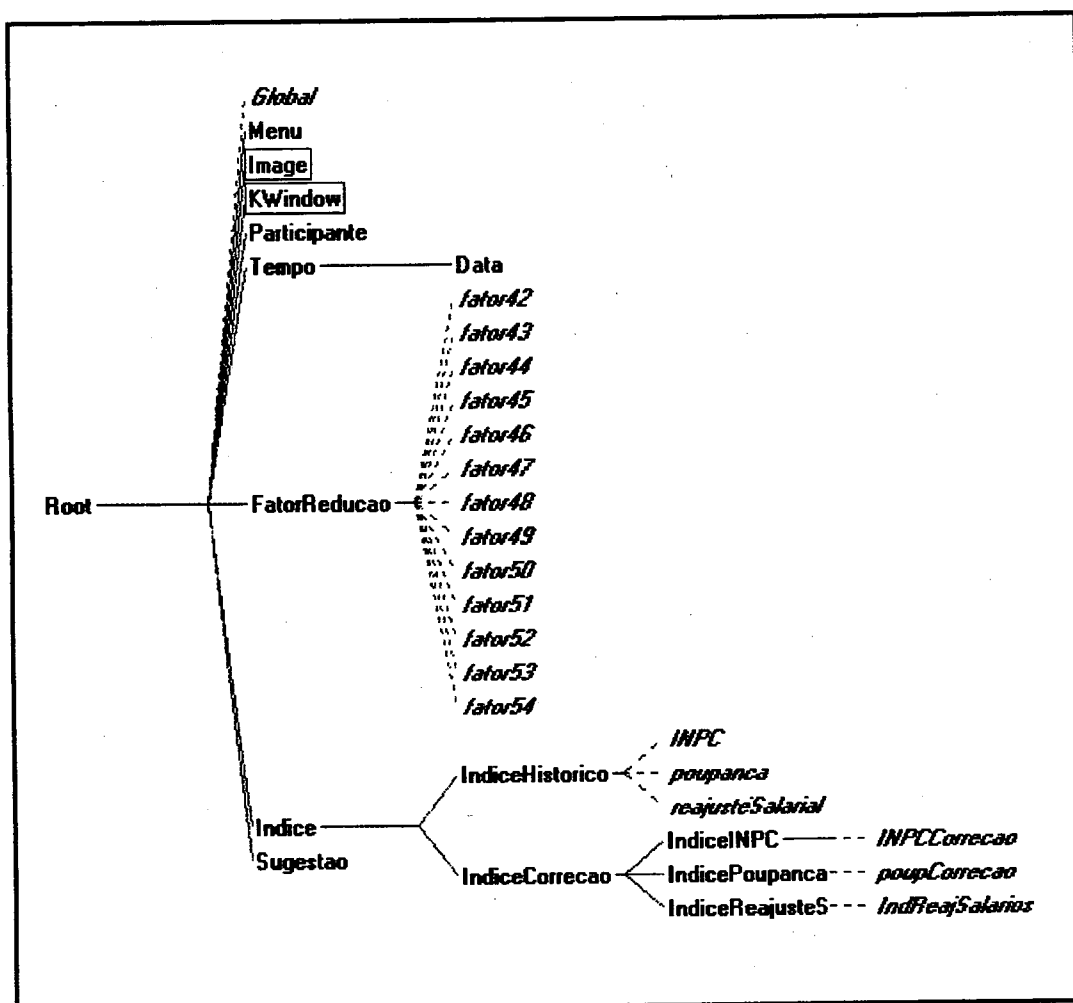 Global
Menu
Image
KWindow
Participante
Tempo Data
fator42
fator43
fator44
fator45
fator46
fator47
Root FatorReducao fator48
fator49
fator50
fator51
fator52
fator53
fator54
INPC
IndiceHistorico poupanca
reajusteSalarial
Indice
IndiceINPC INPCCorrecao
Sugestao
IndiceCorrecao IndicePoupanca poupCorrecao
IndiceReajusteS IndReajSalarios